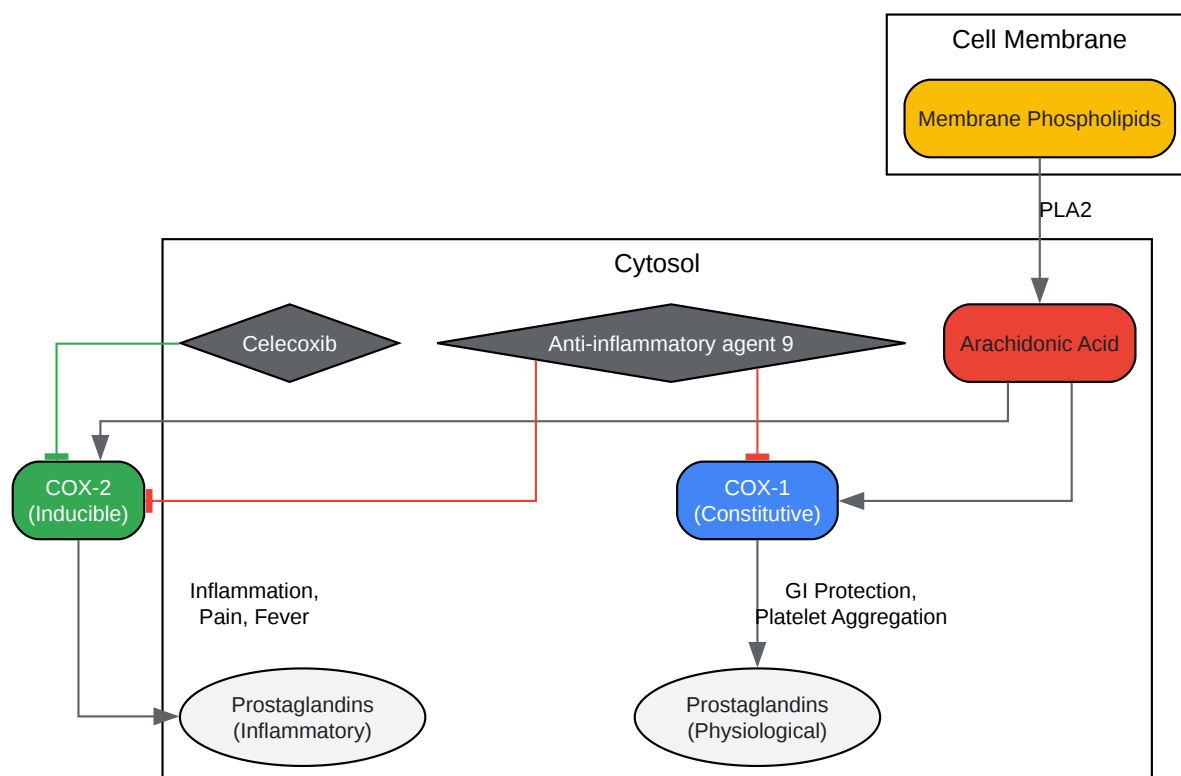 Cell Membrane
Membrane Phospholipids
PLA2
Cytosol
Celecoxib
Anti-inflammatory agent 9
Arachidonic Acid
COX-2
(Inducible)
COX-1
(Constitutive)
Inflammation,
Pain, Fever
GI Protection,
Platelet Aggregation
Prostaglandins
(Inflammatory)
Prostaglandins
(Physiological)